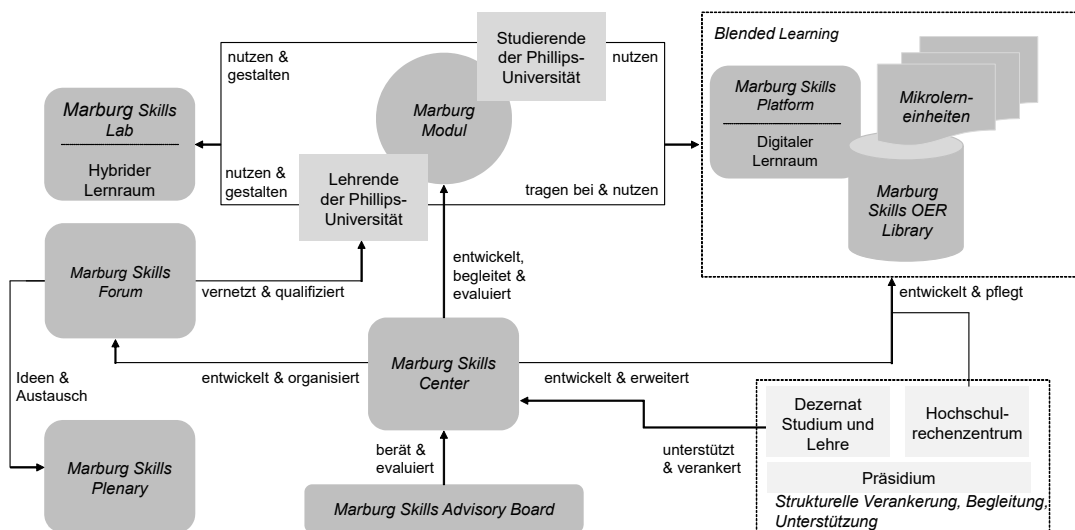 Studierende
der Phillips-
Universität
Blended Learning
nutzen &
gestalten
nutzen
Marburg
Modul
Marburg Skills
Platform
Digitaler
Lernraum
Mikrolern-
einheiten
Marburg Skills
Lab
Hybrider
Lernraum
nutzen &
gestalten
Lehrende
der Phillips-
Universität
tragen bei & nutzen
Marburg
Skills OER
Library
Marburg Skills
Forum
vernetzt & qualifiziert
entwickelt,
begleitet &
evaluiert
entwickelt & pflegt
Ideen &
Austausch
entwickelt & organisiert
Marburg Skills
Center
entwickelt & erweitert
Dezernat
Studium und
Lehre
Hochschul-
rechenzentrum
Marburg Skills
Plenary
berät &
evaluiert
unterstützt
& verankert
Präsidium
Marburg Skills Advisory Board
Strukturelle Verankerung, Begleitung,
Unterstützung